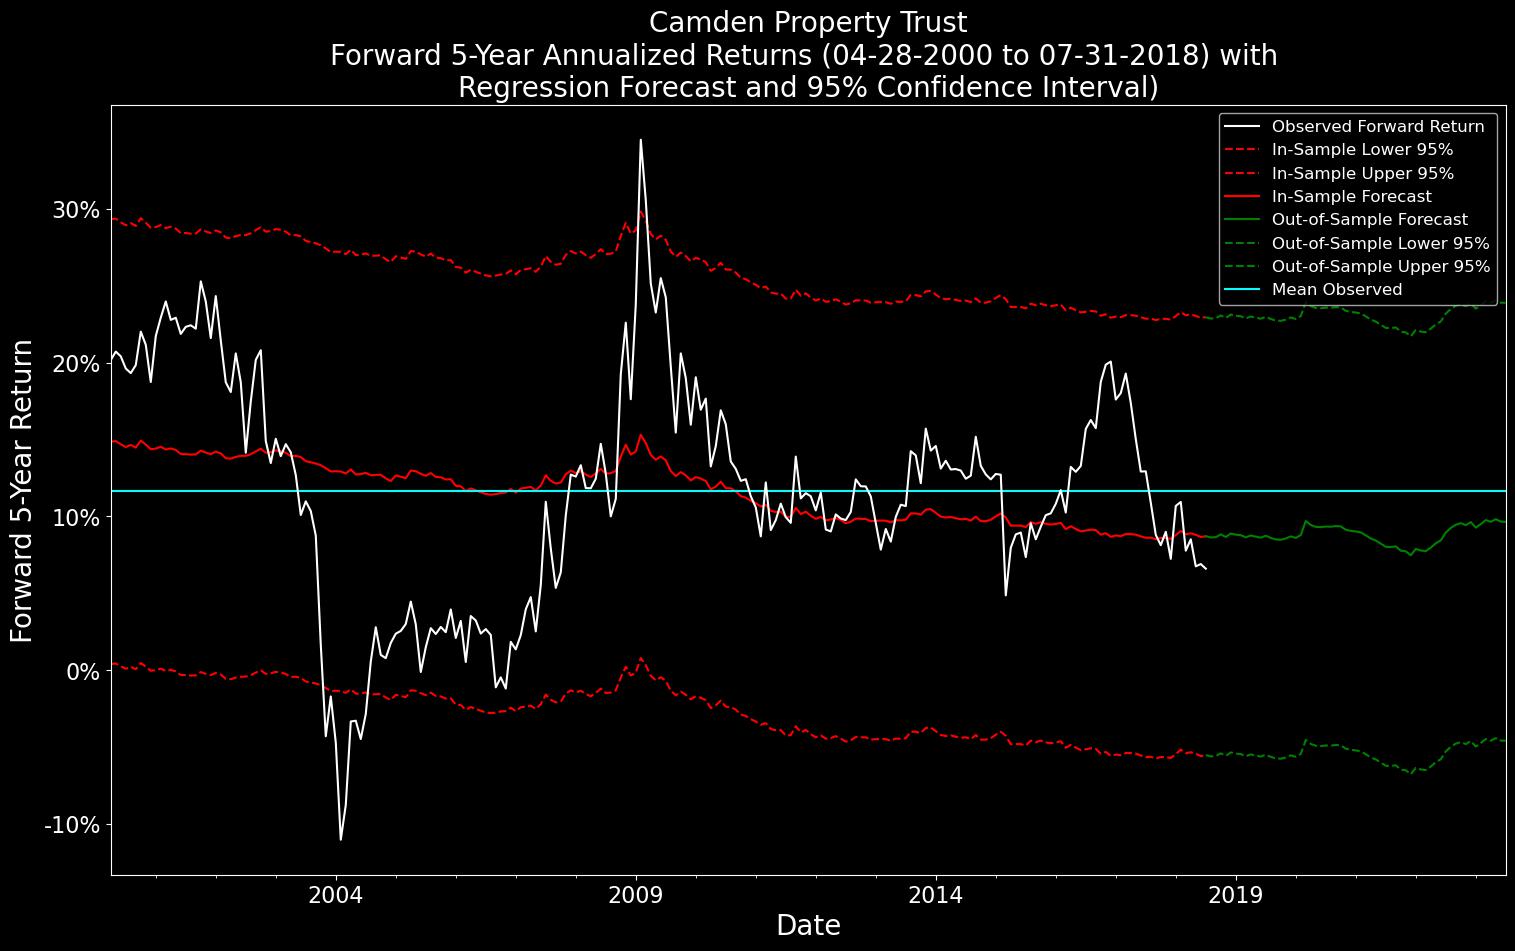 Camden Property Trust
Forward 5-Year Annualized Returns (04-28-2000 to 07-31-2018) with
Regression Forecast and 95% Confidence Interval)
Observed Forward Return
In-Sample Lower 95%
In-Sample Upper 95%
In-Sample Forecast
Out-of-Sample Forecast
Out-of-Sample Lower 95%
Out-of-Sample Upper 95%
Mean Observed
Forward 5-Year Return
30%
20%
10%
0%
-10%
2004
2009
2014
2019
Date